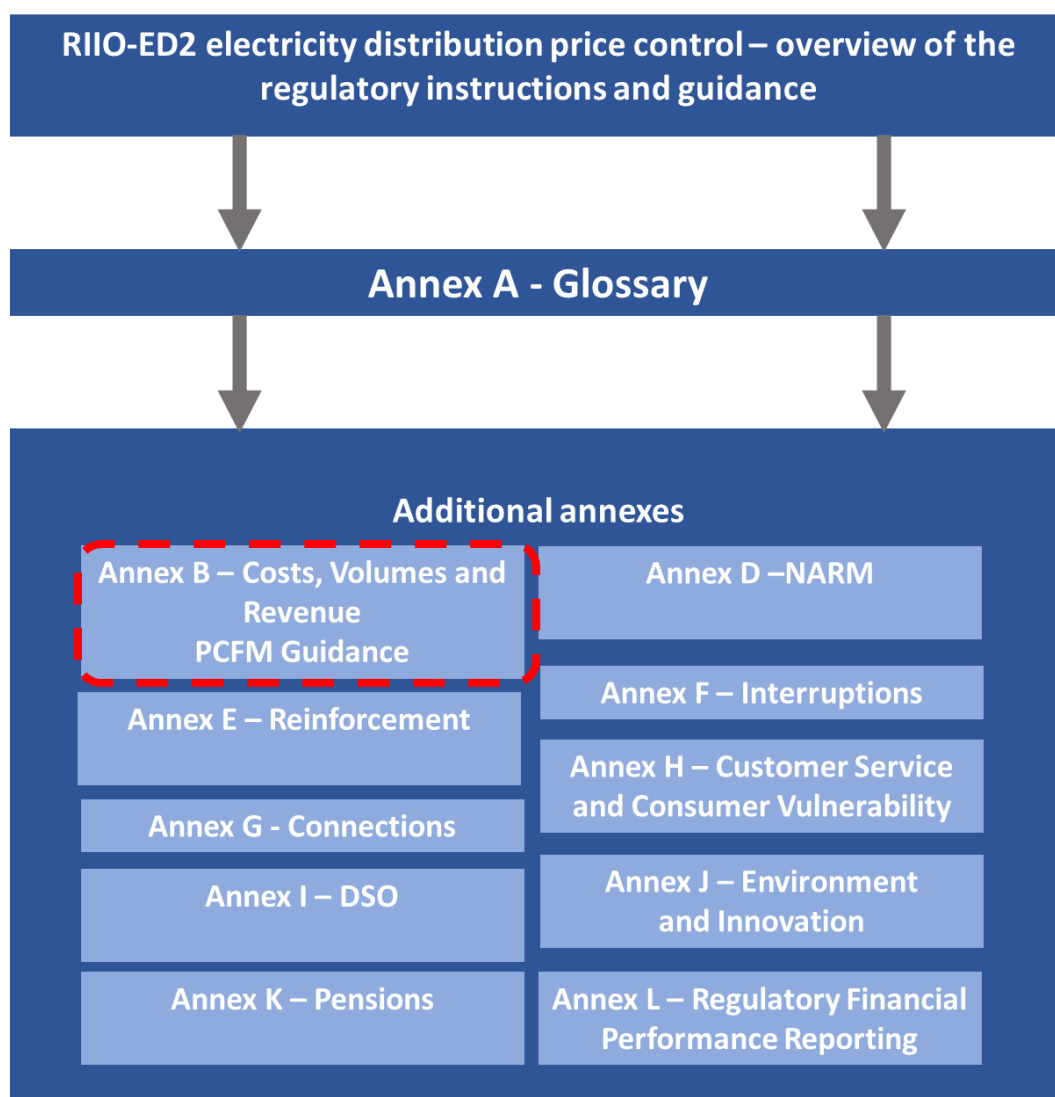 RIIO-ED2 electricity distribution price control – overview of the
regulatory instructions and guidance
Annex A - Glossary
Additional annexes
Annex B – Costs, Volumes and
Revenue
PCFM Guidance
Annex D –NARM
Annex E – Reinforcement
Annex F – Interruptions
Annex G - Connections
Annex H – Customer Service
and Consumer Vulnerability
Annex I – DSO
Annex J – Environment
and Innovation
Annex K – Pensions
Annex L – Regulatory Financial
Performance Reporting